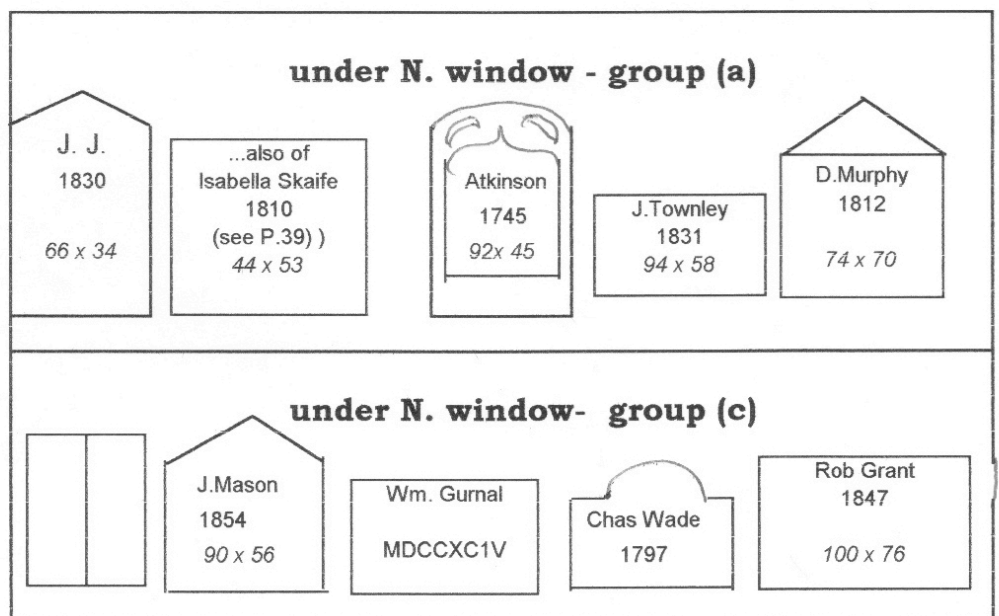 under N. window - group (a)
J. J.
1830
66 x 34
...also of
Isabella Skaife
1810
(see P.39) )
44 x 53
Atkinson
1745
92x 45
J.Townley
1831
94 x 58
D.Murphy
1812
74 x 70
under N. window-  group (c)
J.Mason
1854
90 x 56
Wm. Gurnal
MDCCXC1V
Chas Wade
1797
Rob Grant
1847
100 x 76